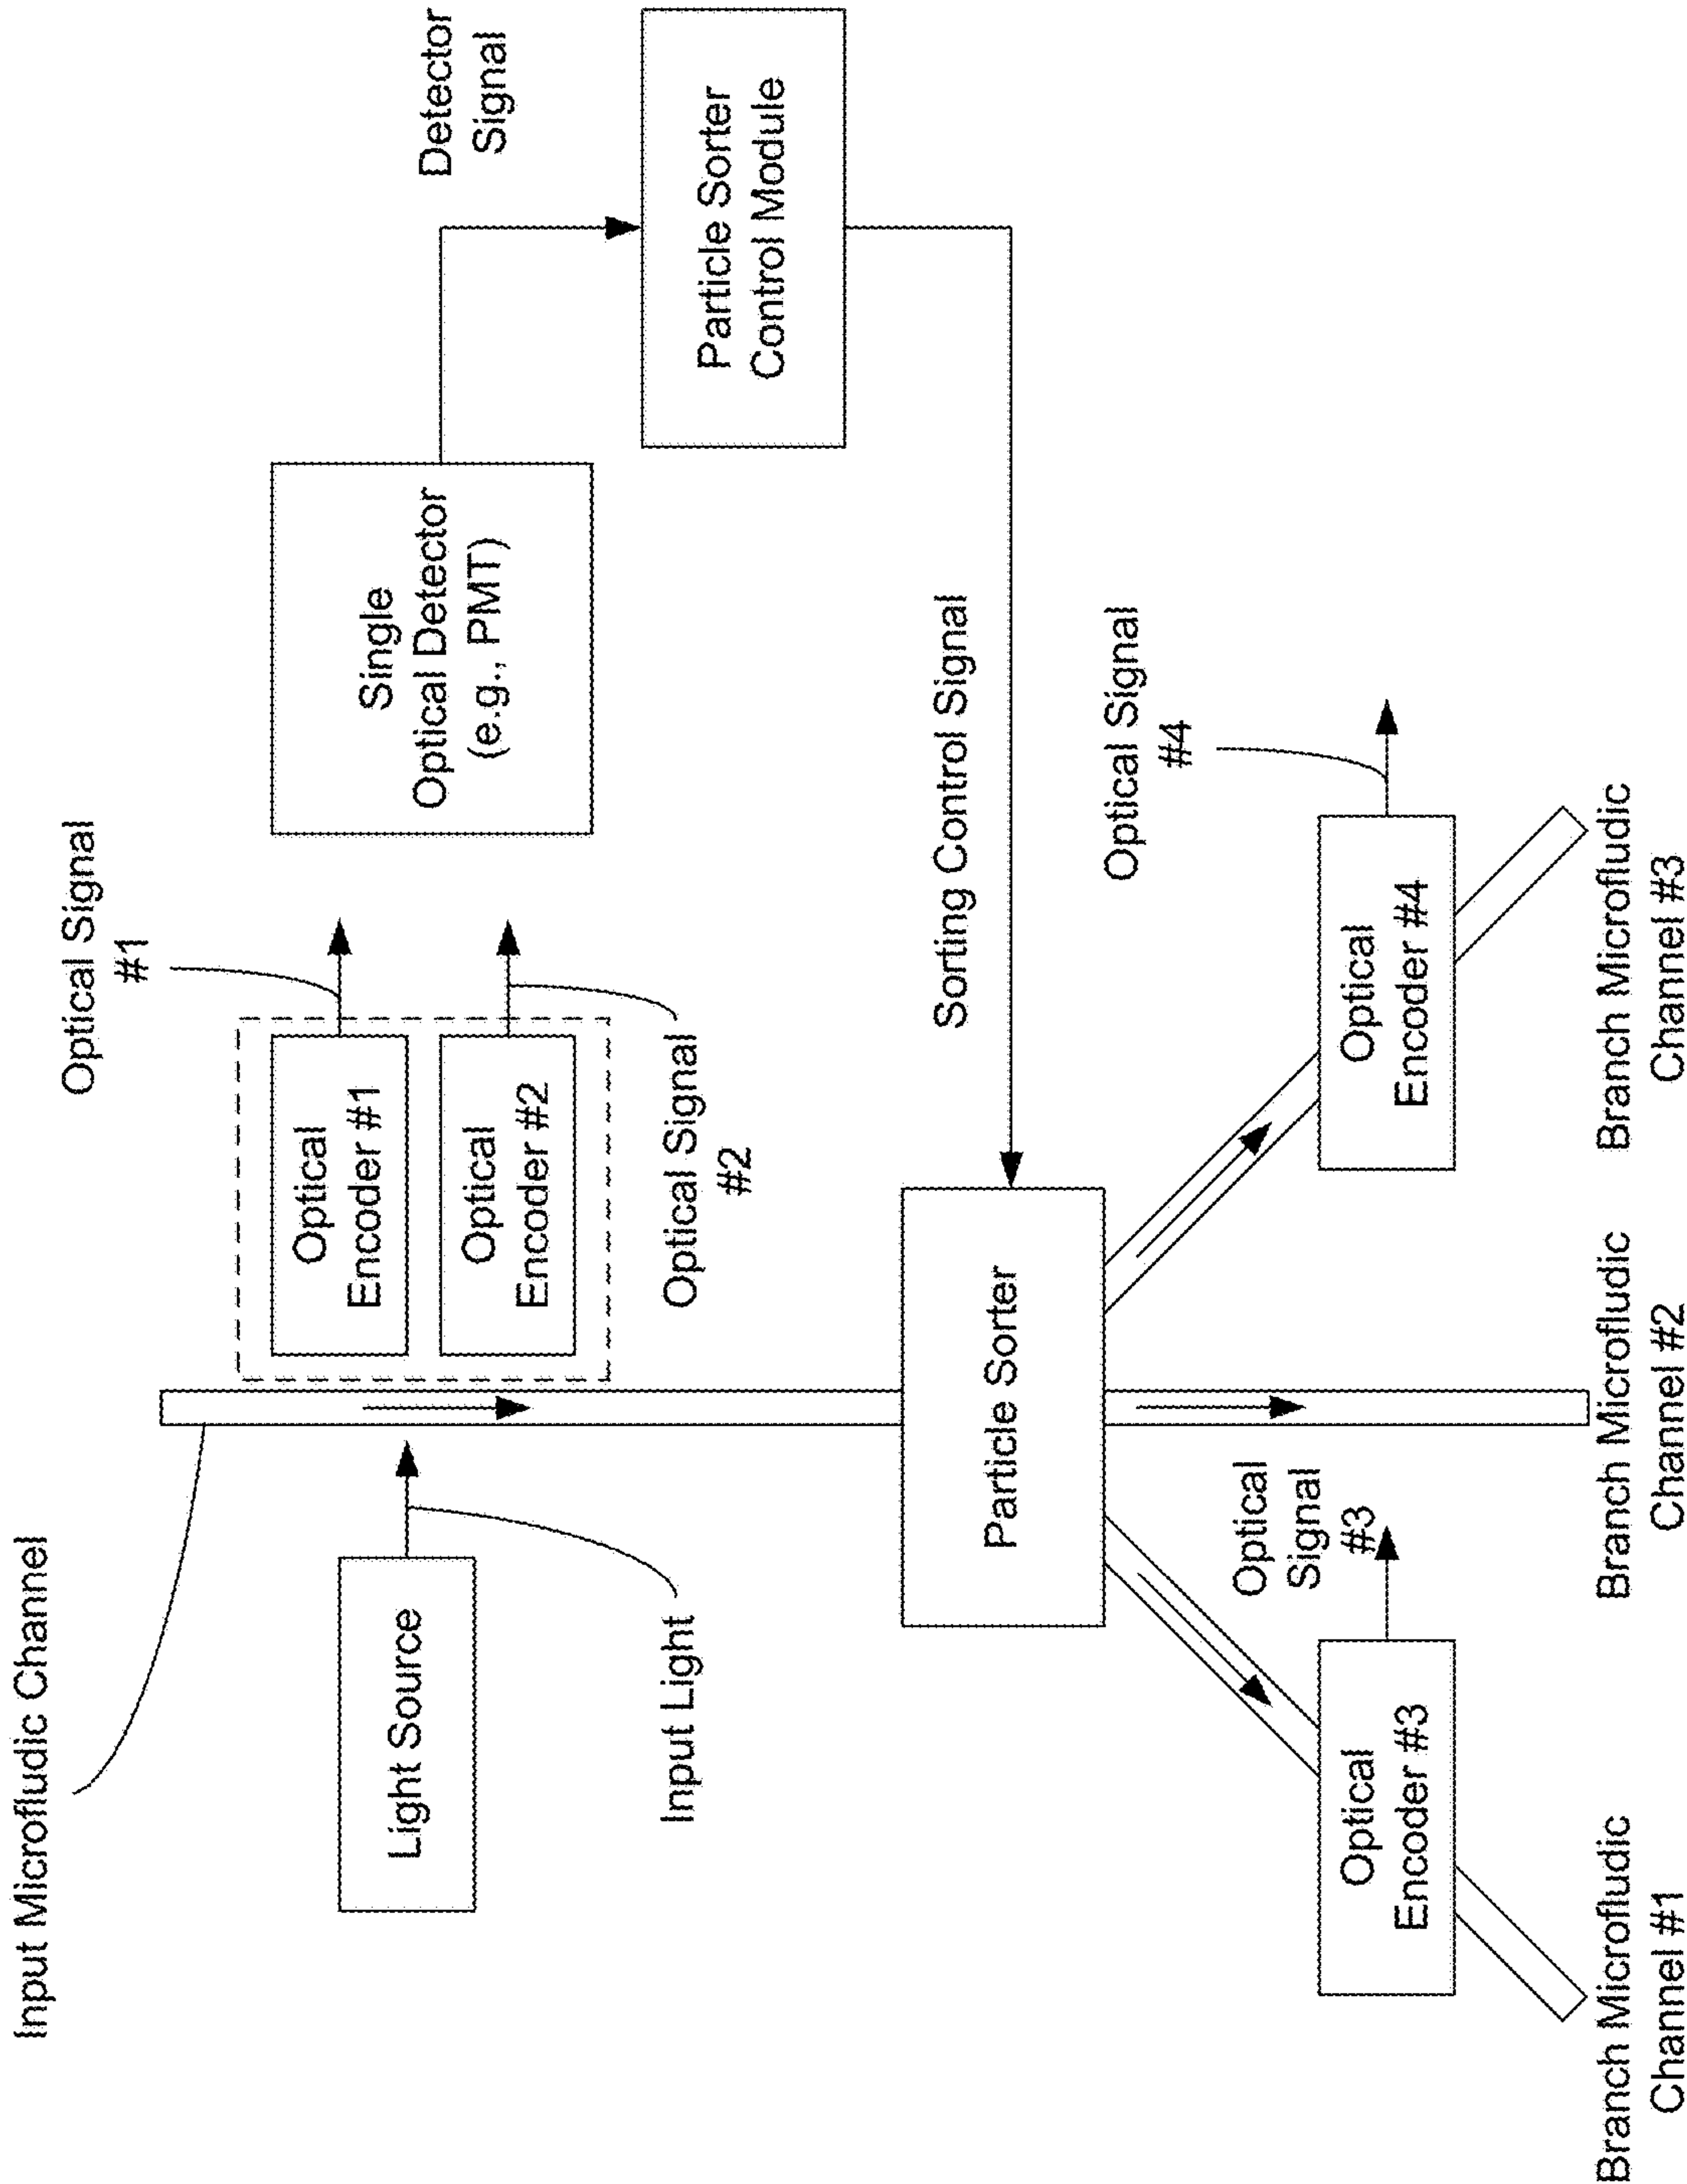 Input Microfludic Channel
Optical Signal
#1
Light Source
Input Light
Optical
Encoder #1
Optical
Encoder #2
Optical Signal
#2
Single
Optical Detector
(e.g., PMT)
Detector
Signal
Particle Sorter
Control Module
Sorting Control Signal
Particle Sorter
Optical
Signal
#3
Optical Signal
#4
Optical
Encoder #3
Optical
Encoder #4
Branch Microfludic
Channel #1
Branch Microfludic
Channel #2
Branch Microfludic
Channel #3